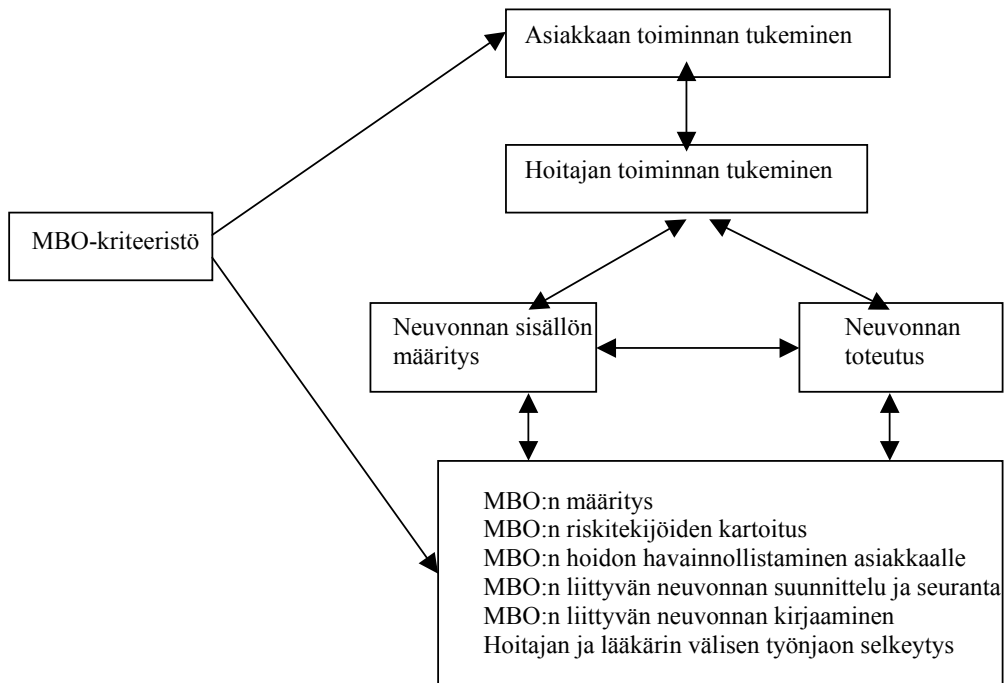 Asiakkaan toiminnan tukeminen
Hoitajan toiminnan tukeminen
MBO-kriteeristö
Neuvonnan sisällön
määritys
Neuvonnan
toteutus
MBO:n määritys
MBO:n riskitekijöiden kartoitus
MBO:n hoidon havainnollistaminen asiakkaalle
MBO:n liittyvän neuvonnan suunnittelu ja seuranta
MBO:n liittyvän neuvonnan kirjaaminen
Hoitajan ja lääkärin välisen työnjaon selkeytys